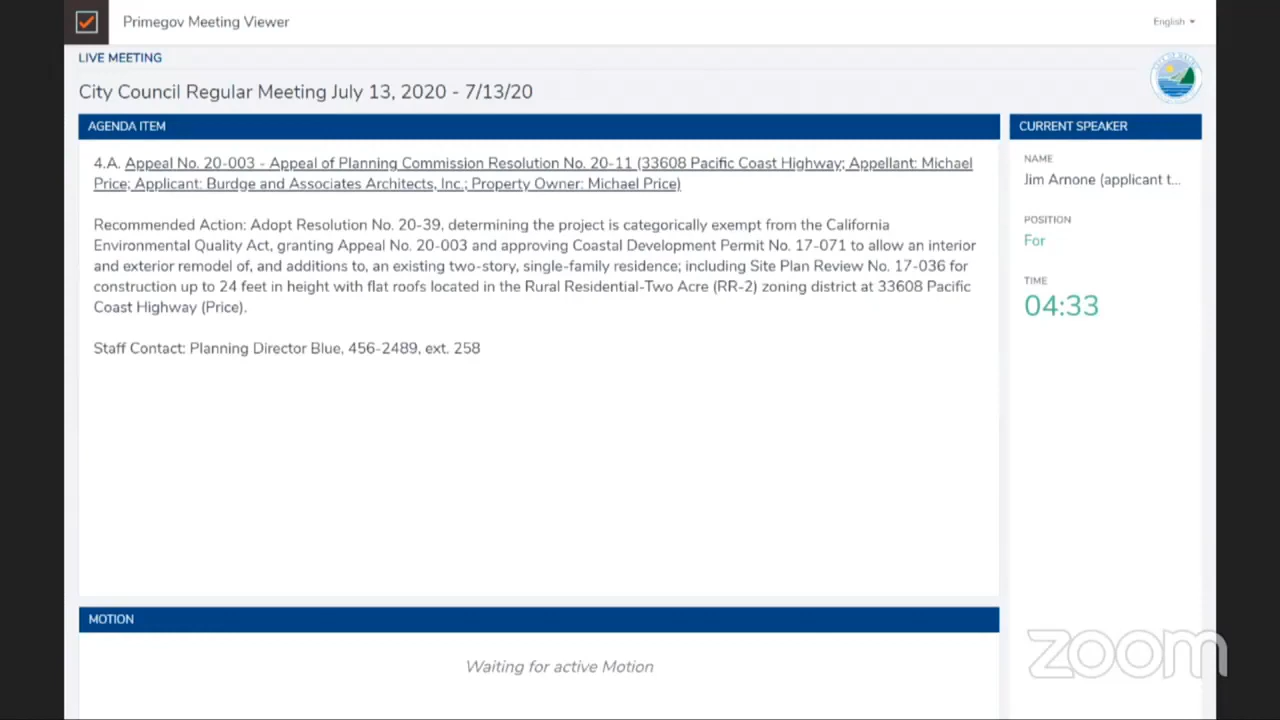 Primegov Meeting Viewer
English
LIVE MEETING
City Council Regular Meeting July 13, 2020 - 7/13/20
AGENDA ITEM
4.A. Appeal No. 20-003 - Appeal of Planning Commission Resolution No. 20-11 (33608 Pacific Coast Highway; Appellant: Michael
Price; Applicant: Burdge and Associates Architects, Inc.; Property Owner: Michael Price)
Recommended Action: Adopt Resolution No. 20-39, determining the project is categorically exempt from the California
Environmental Quality Act, granting Appeal No. 20-003 and approving Coastal Development Permit No. 17-071 to allow an interior
and exterior remodel of, and additions to, an existing two-story, single-family residence; including Site Plan Review No. 17-036 for
construction up to 24 feet in height with flat roofs located in the Rural Residential-Two Acre (RR-2) zoning district at 33608 Pacific
Coast Highway (Price).
Staff Contact: Planning Director Blue, 456-2489, ext. 258
CURRENT SPEAKER
NAME
Jim Arnone (applicant t...
POSITION
For
TIME
04:33
MOTION
Waiting for active Motion
zoom